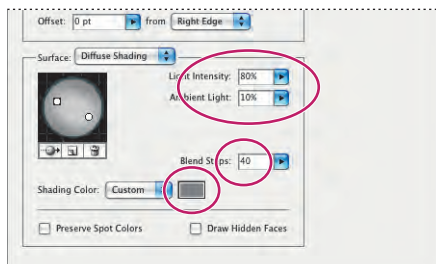 Offset: 0 pt from Right Edge
Surface: Diffuse Shading
Light Intensity: 80%
Ambient Light: 10%
Blend Steps: 40
Shading Color: Custom
Preserve Spot Colors Draw Hidden Faces